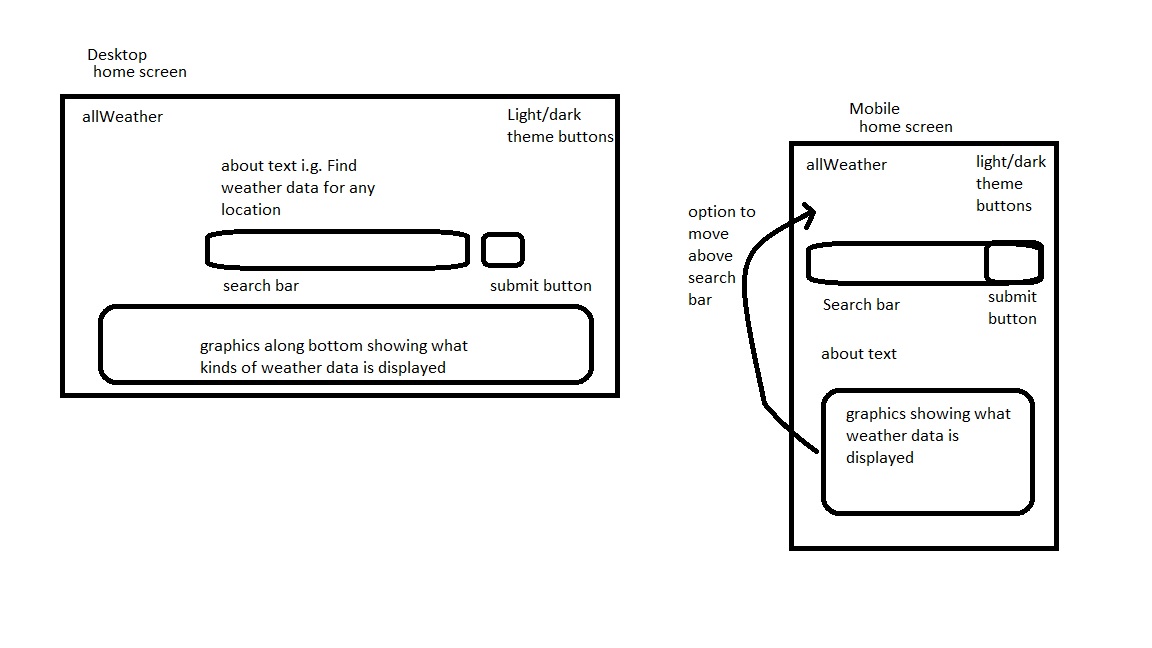 Desktop
home screen
allWeather
Light/dark
theme buttons
about text i.g. Find
weather data for any
location
search bar
submit button
graphics along bottom showing what
kinds of weather data is displayed
Mobile
home screen
allWeather
light/dark
theme
buttons
option to
move
above
search
bar
Search bar
submit
button
about text
graphics showing what
weather data is
displayed